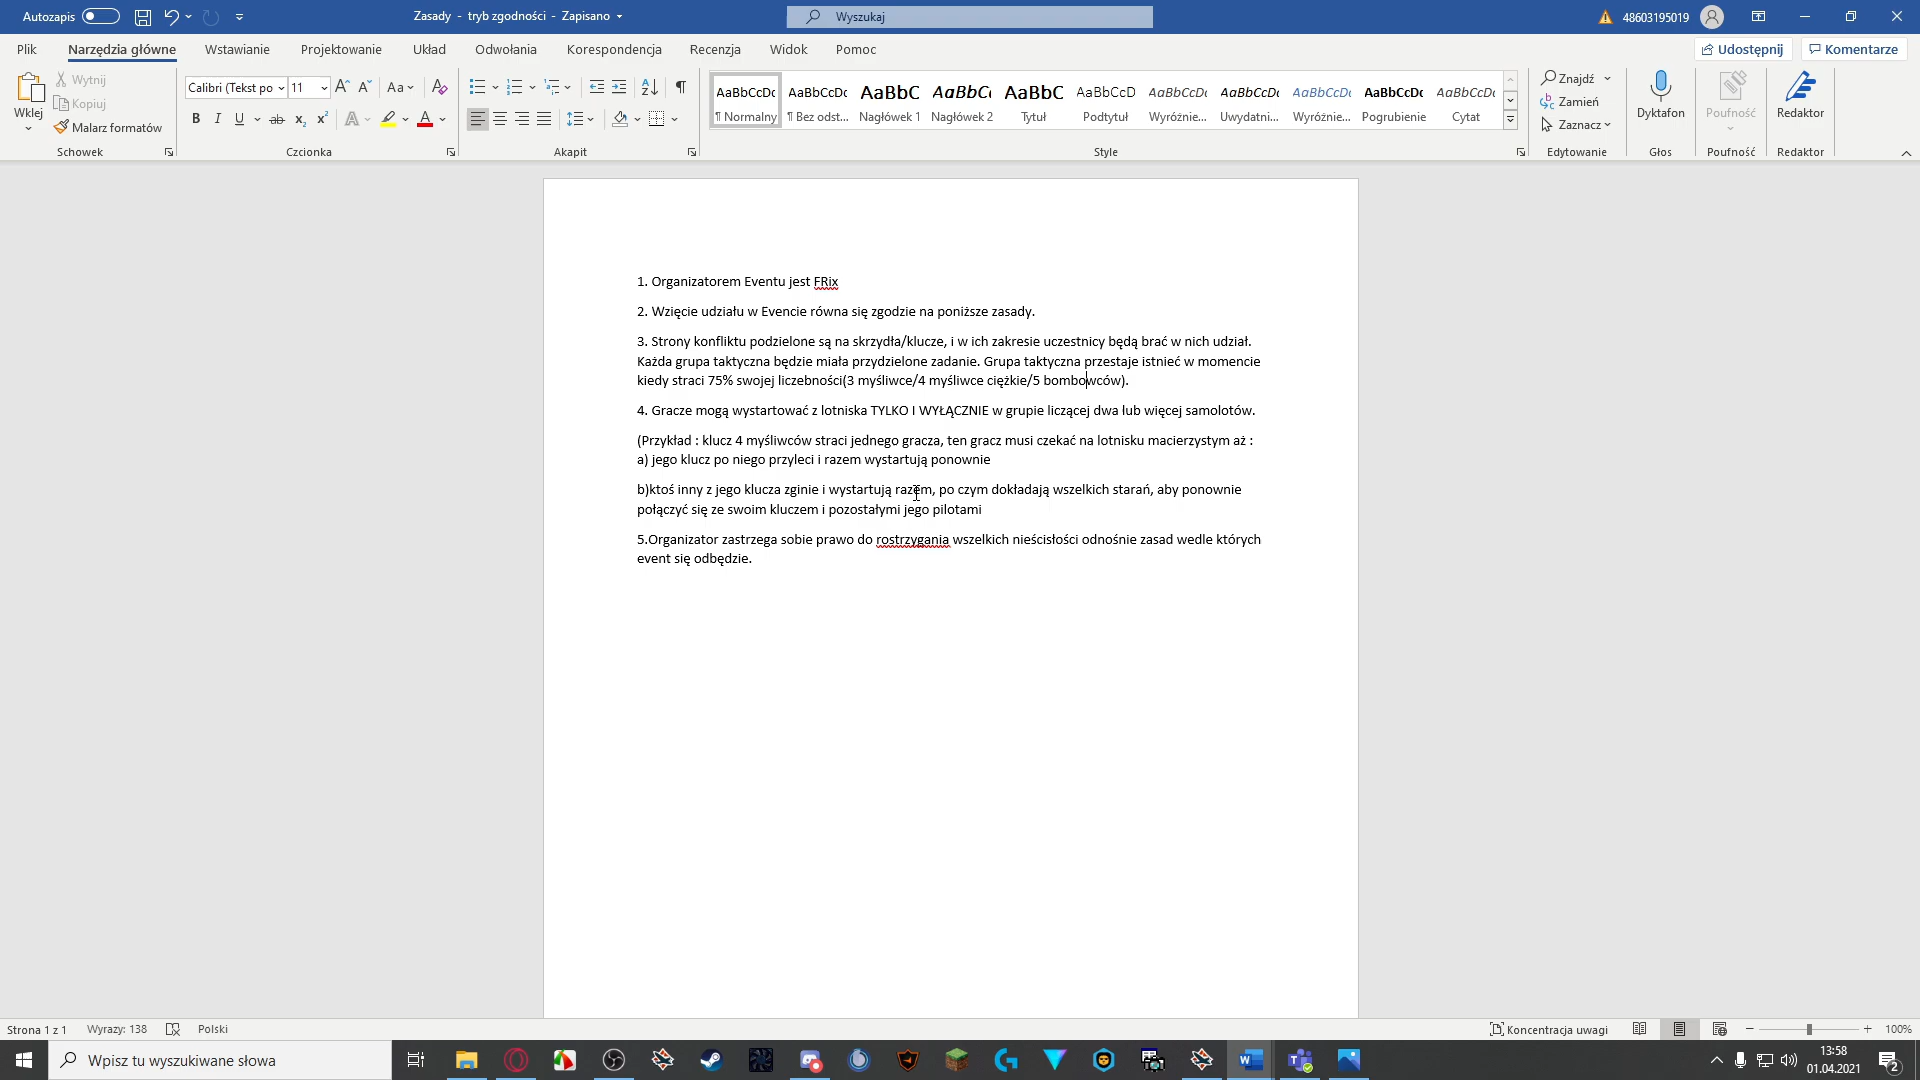 Autozapis
Zasady - tryb zgodności - Zapisano
Wyszukaj
48603195019
Plik Narzędzia główne Wstawianie Projektowanie Układ Odwołania Korespondencja Recenzja Widok Pomoc
Udostępnij Komentarze
Wklej
Wytnij
Kopiuj
Malarz formatów
Schowek
Calibri (Tekst po 11
Czcionka
Akapit
AaBbCcDc AaBbCcDc AaBbC AaBbC AaBbC AaBbCcD AaBbCcDc AaBbCcDc AaBbCcDc AaBbCcDc AaBbCcDc
¶ Normalny ¶ Bez odst... Nagłówek 1 Nagłówek 2 Tytuł Podtytuł Wyróżnie... Uwydatni... Wyróżnie... Pogrubienie Cytat
Style
Znajdź
Zamień
Zaznacz
Edytowanie
Dyktafon
Głos
Poufność
Poufność
Redaktor
Redaktor
1. Organizatorem Eventu jest FRix
2. Wzięcie udziału w Evencie równa się zgodzie na poniższe zasady.
3. Strony konfliktu podzielone są na skrzydła/klucze, i w ich zakresie uczestnicy będą brać w nich udział.
Każda grupa taktyczna będzie miała przydzielone zadanie. Grupa taktyczna przestaje istnieć w momencie
kiedy straci 75% swojej liczebności(3 myśliwce/4 myśliwce ciężkie/5 bombowców).
4. Gracze mogą wystartować z lotniska TYLKO I WYŁĄCZNIE w grupie liczącej dwa lub więcej samolotów.
(Przykład : klucz 4 myśliwców straci jednego gracza, ten gracz musi czekać na lotnisku macierzystym aż :
a) jego klucz po niego przyleci i razem wystartują ponownie
b)ktoś inny z jego klucza zginie i wystartują razem, po czym dokładają wszelkich starań, aby ponownie
połączyć się ze swoim kluczem i pozostałymi jego pilotami
5.Organizator zastrzega sobie prawo do rostrzygania wszelkich nieścisłości odnośnie zasad wedle których
event się odbędzie.
Strona 1 z 1 Wyrazy: 138 Polski
Koncentracja uwagi
100%
Wpisz tu wyszukiwane słowa
13:58
01.04.2021
2